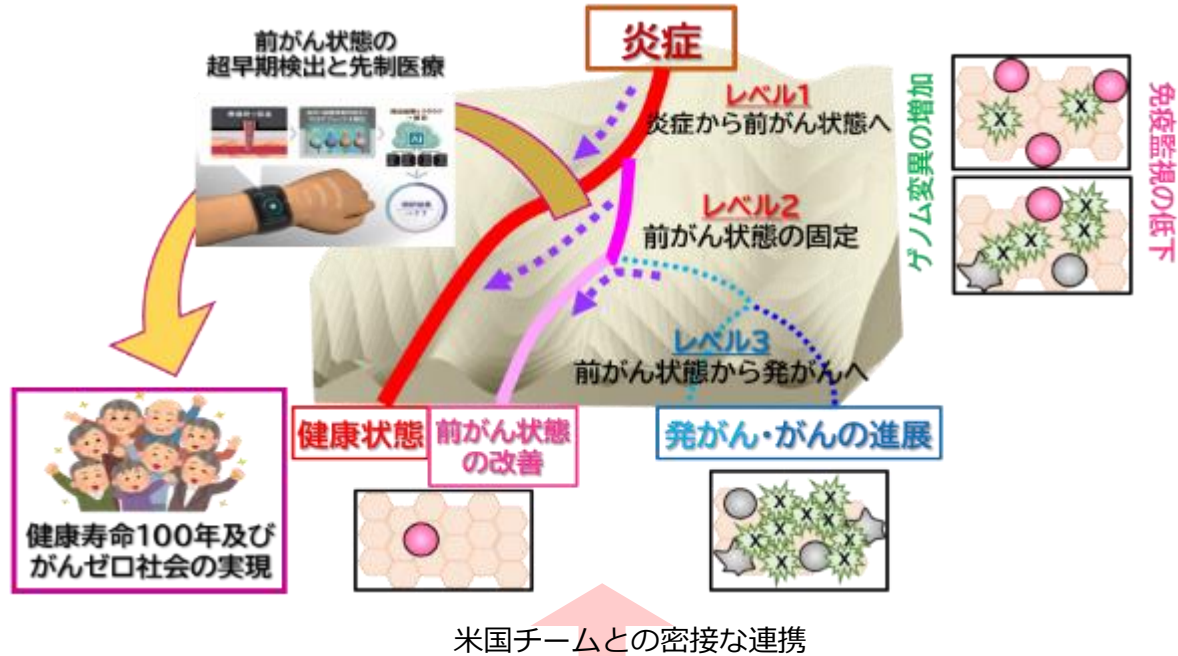 前がん状態の
超早期検出と先制医療
炎症
レベル1
炎症から前がん状態へ
レベル2
前がん状態の固定
レベル3
前がん状態から発がんへ
ゲノム変異の増加
免疫監視の低下
X
X
X
X
X
X
X
AI
健康状態
前がん状態
の改善
発がん・がんの進展
X
X
X
X
X
X
X
X
健康寿命100年及び
がんゼロ社会の実現
米国チームとの密接な連携